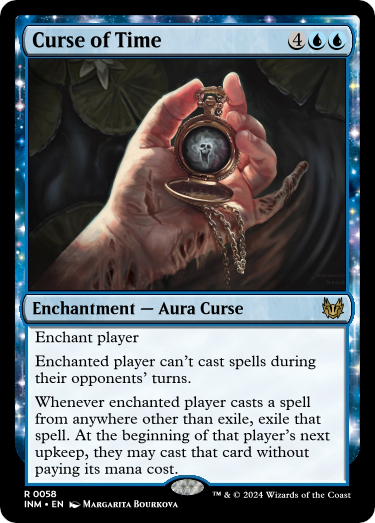 Curse of Time 4
Enchantment — Aura Curse
Enchant player
Enchanted player can't cast spells during
their opponents' turns.
Whenever enchanted player casts a spell
from anywhere other than exile, exile that
spell. At the beginning of that player's next
upkeep, they may cast that card without
paying its mana cost.
R 0058
INM • EN Margarita Bourkova
™ & © 2024 Wizards of the Coast